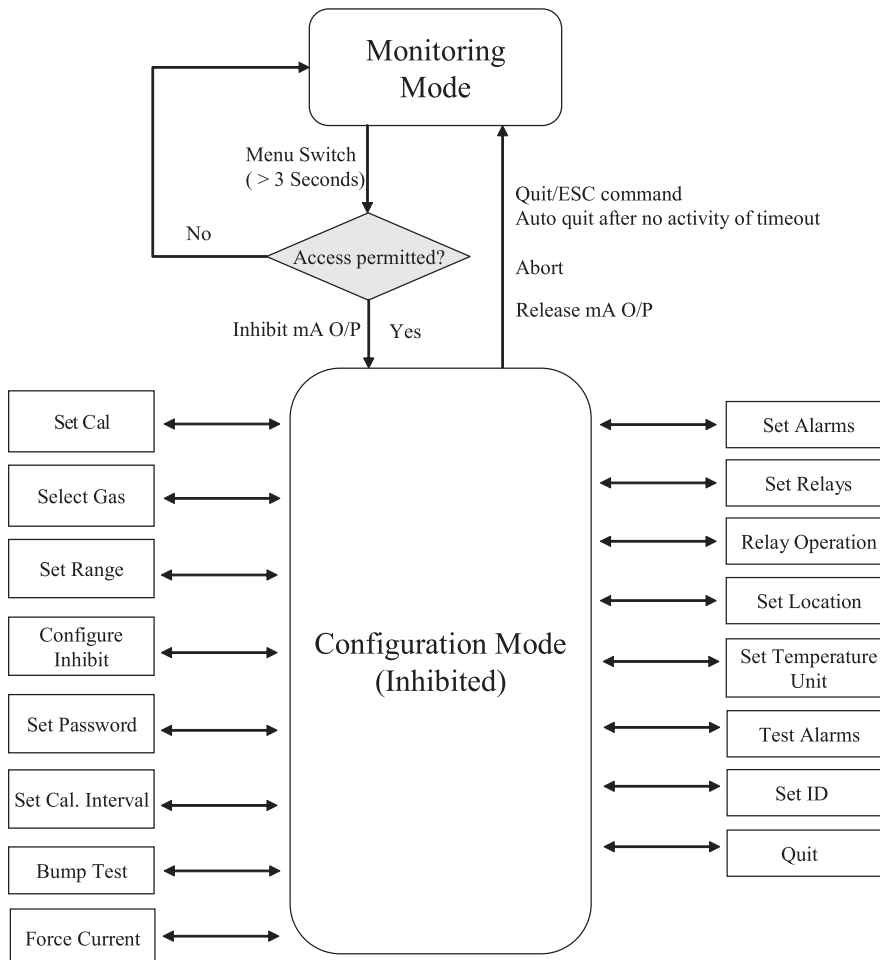 Monitoring
Mode
Menu Switch
( > 3 Seconds)
Quit/ESC command
Auto quit after no activity of timeout
No
Access permitted?
Abort
Release mA O/P
Inhibit mA O/P
Yes
Set Cal
Select Gas
Set Range
Configure
Inhibit
Set Password
Set Cal. Interval
Bump Test
Force Current
Configuration Mode
(Inhibited)
Set Alarms
Set Relays
Relay Operation
Set Location
Set Temperature
Unit
Test Alarms
Set ID
Quit